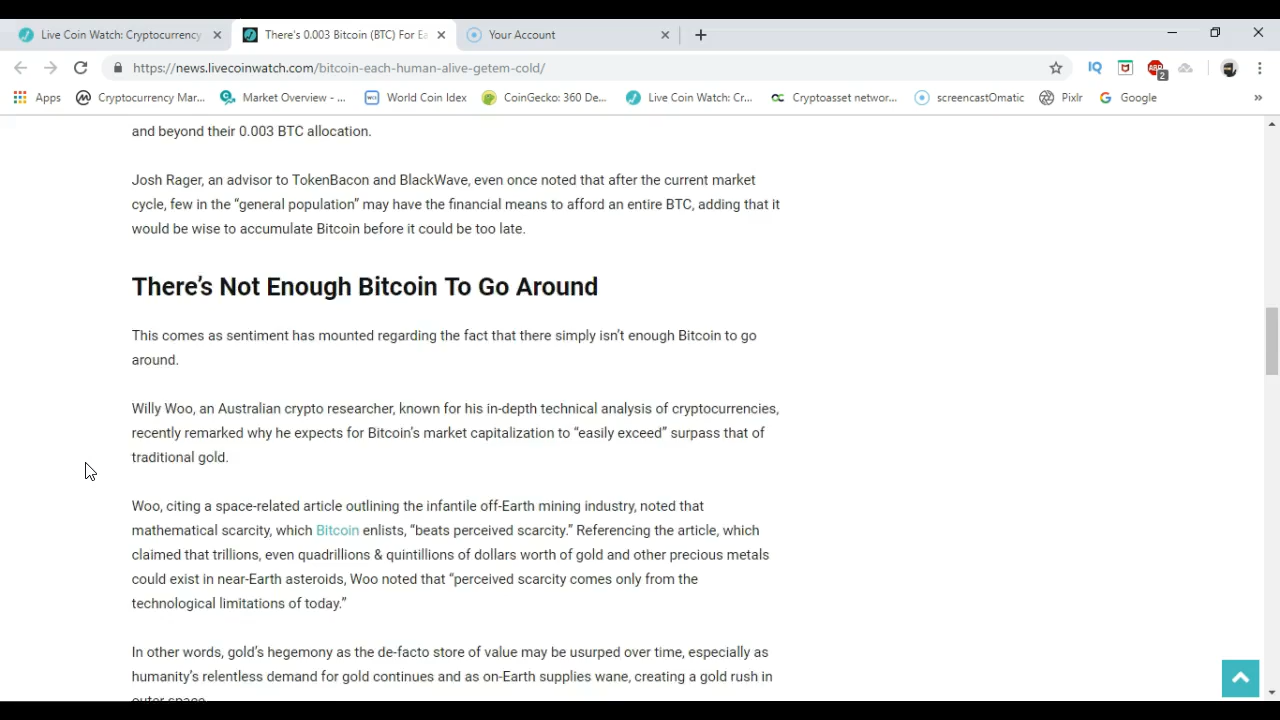 Live Coin Watch: Cryptocurrency
There's 0.003 Bitcoin (BTC) For Ea
Your Account
https://news.livecoinwatch.com/bitcoin-each-human-alive-getem-cold/
IQ
ABP
2
Apps
Cryptocurrency Mar...
Market Overview - ...
World Coin Idex
CoinGecko: 360 De...
Live Coin Watch: Cr...
Cryptoasset networ...
screencastOmatic
Pixlr
Google
»
and beyond their 0.003 BTC allocation.
Josh Rager, an advisor to TokenBacon and BlackWave, even once noted that after the current market
cycle, few in the “general population” may have the financial means to afford an entire BTC, adding that it
would be wise to accumulate Bitcoin before it could be too late.
There’s Not Enough Bitcoin To Go Around
This comes as sentiment has mounted regarding the fact that there simply isn’t enough Bitcoin to go
around.
Willy Woo, an Australian crypto researcher, known for his in-depth technical analysis of cryptocurrencies,
recently remarked why he expects for Bitcoin’s market capitalization to “easily exceed” surpass that of
traditional gold.
Woo, citing a space-related article outlining the infantile off-Earth mining industry, noted that
mathematical scarcity, which Bitcoin enlists, “beats perceived scarcity.” Referencing the article, which
claimed that trillions, even quadrillions & quintillions of dollars worth of gold and other precious metals
could exist in near-Earth asteroids, Woo noted that “perceived scarcity comes only from the
technological limitations of today.”
In other words, gold’s hegemony as the de-facto store of value may be usurped over time, especially as
humanity’s relentless demand for gold continues and as on-Earth supplies wane, creating a gold rush in
outer space